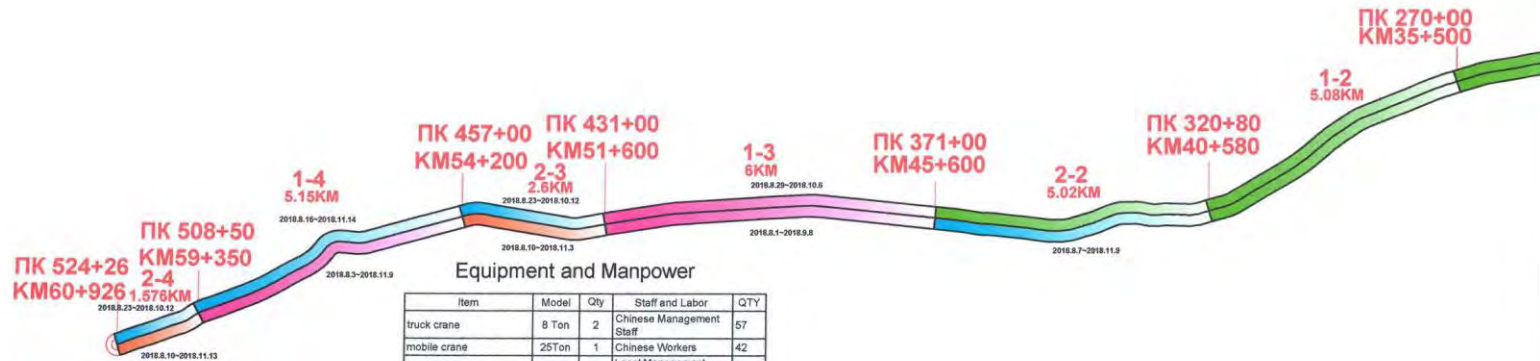 ПК 270+00
KM35+500
1-2
5.08KM
ПК 320+80
KM40+580
2-2
5.02KM
2018.8.7~2018.11.9
ПК 371+00
KM45+600
1-3
6KM
2018.8.29~2018.10.6
2018.8.1~2018.9.8
ПК 431+00
KM51+600
2-3
2.6KM
2018.8.23~2018.10.12
2018.8.10~2018.11.3
ПК 457+00
KM54+200
1-4
5.15KM
2018.8.16~2018.11.14
2018.8.3~2018.11.9
ПК 508+50
KM59+350
2-4
1.576KM
2018.8.23~2018.10.12
2018.8.10~2018.11.13
ПК 524+26
KM60+926
Equipment and Manpower
Item Model Qty Staff and Labor QTY
truck crane 8 Ton 2 Chinese Management Staff 57
mobile crane 25Ton 1 Chinese Workers 42
Local Management